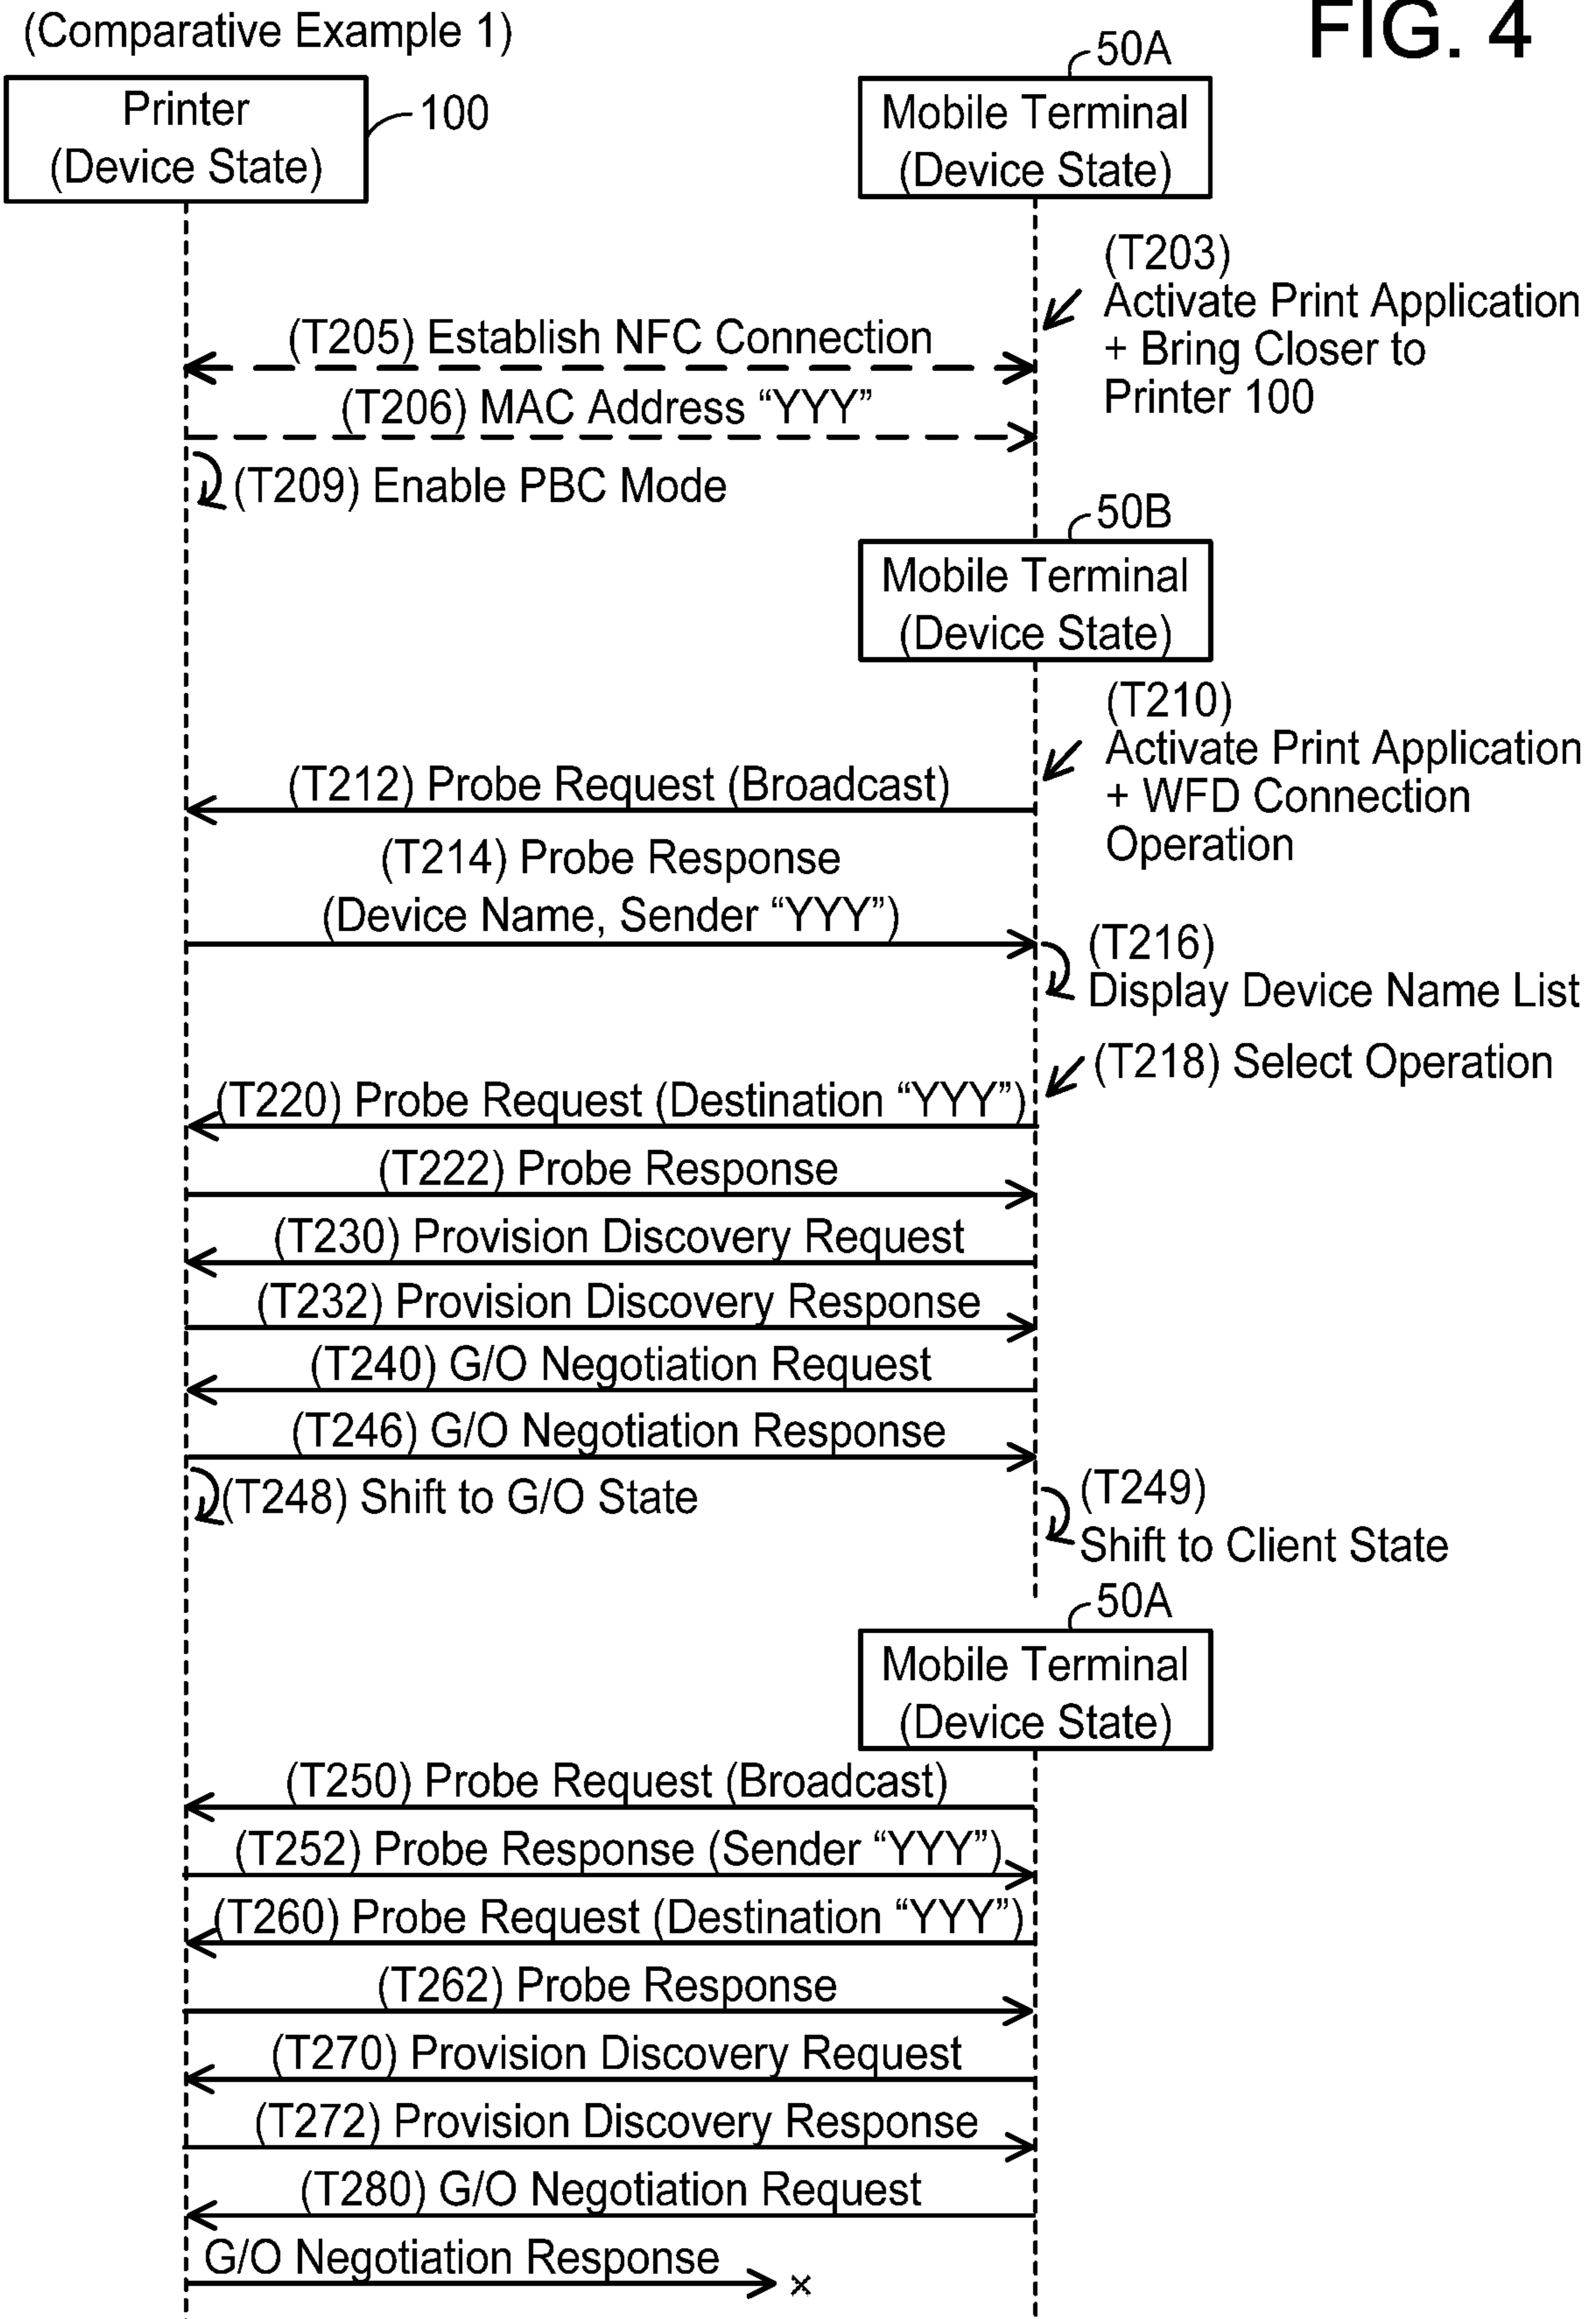 (Comparative Example 1)
FIG. 4
Printer
(Device State)
100
50A
Mobile Terminal
(Device State)
(T203)
Activate Print Application
+ Bring Closer to
Printer 100
(T205) Establish NFC Connection
(T206) MAC Address “YYY”
(T209) Enable PBC Mode
50B
Mobile Terminal
(Device State)
(T210)
Activate Print Application
+ WFD Connection
Operation
(T212) Probe Request (Broadcast)
(T214) Probe Response
(Device Name, Sender “YYY”)
(T216)
Display Device Name List
(T218) Select Operation
(T220) Probe Request (Destination “YYY”)
(T222) Probe Response
(T230) Provision Discovery Request
(T232) Provision Discovery Response
(T240) G/O Negotiation Request
(T246) G/O Negotiation Response
(T248) Shift to G/O State
(T249)
Shift to Client State
50A
Mobile Terminal
(Device State)
(T250) Probe Request (Broadcast)
(T252) Probe Response (Sender “YYY”)
(T260) Probe Request (Destination “YYY”)
(T262) Probe Response
(T270) Provision Discovery Request
(T272) Provision Discovery Response
(T280) G/O Negotiation Request
G/O Negotiation Response
×